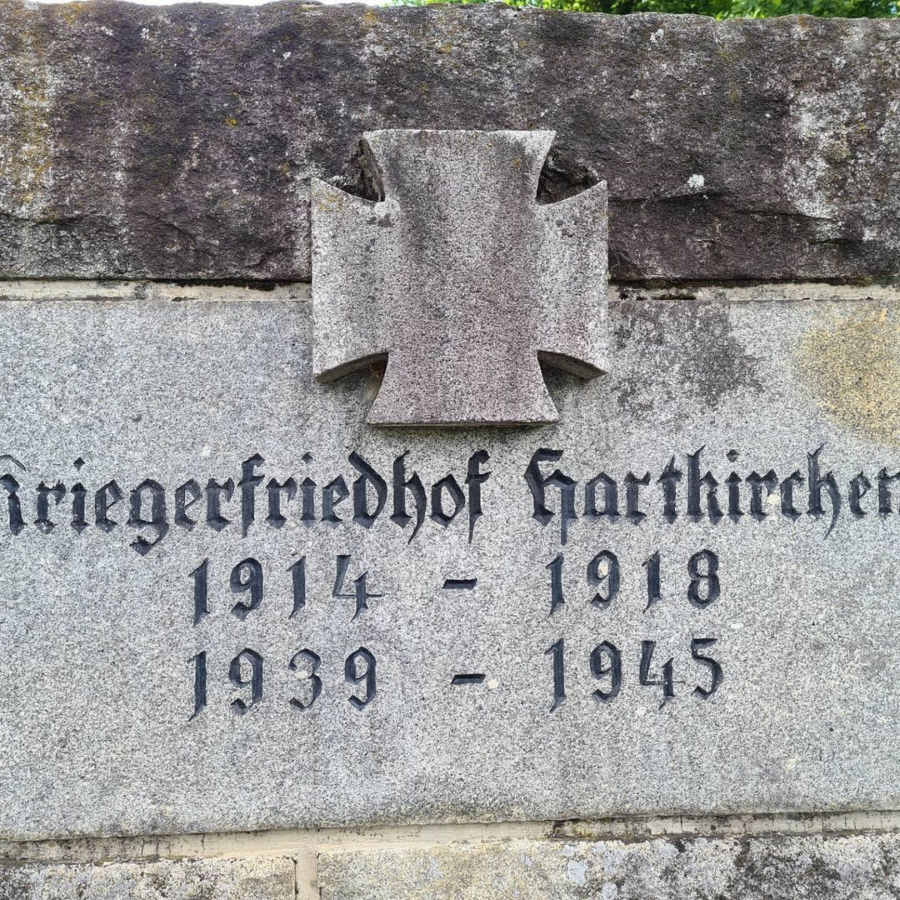 Kriegerfriedhof Hartkirchen
1914 - 1918
1939 - 1945